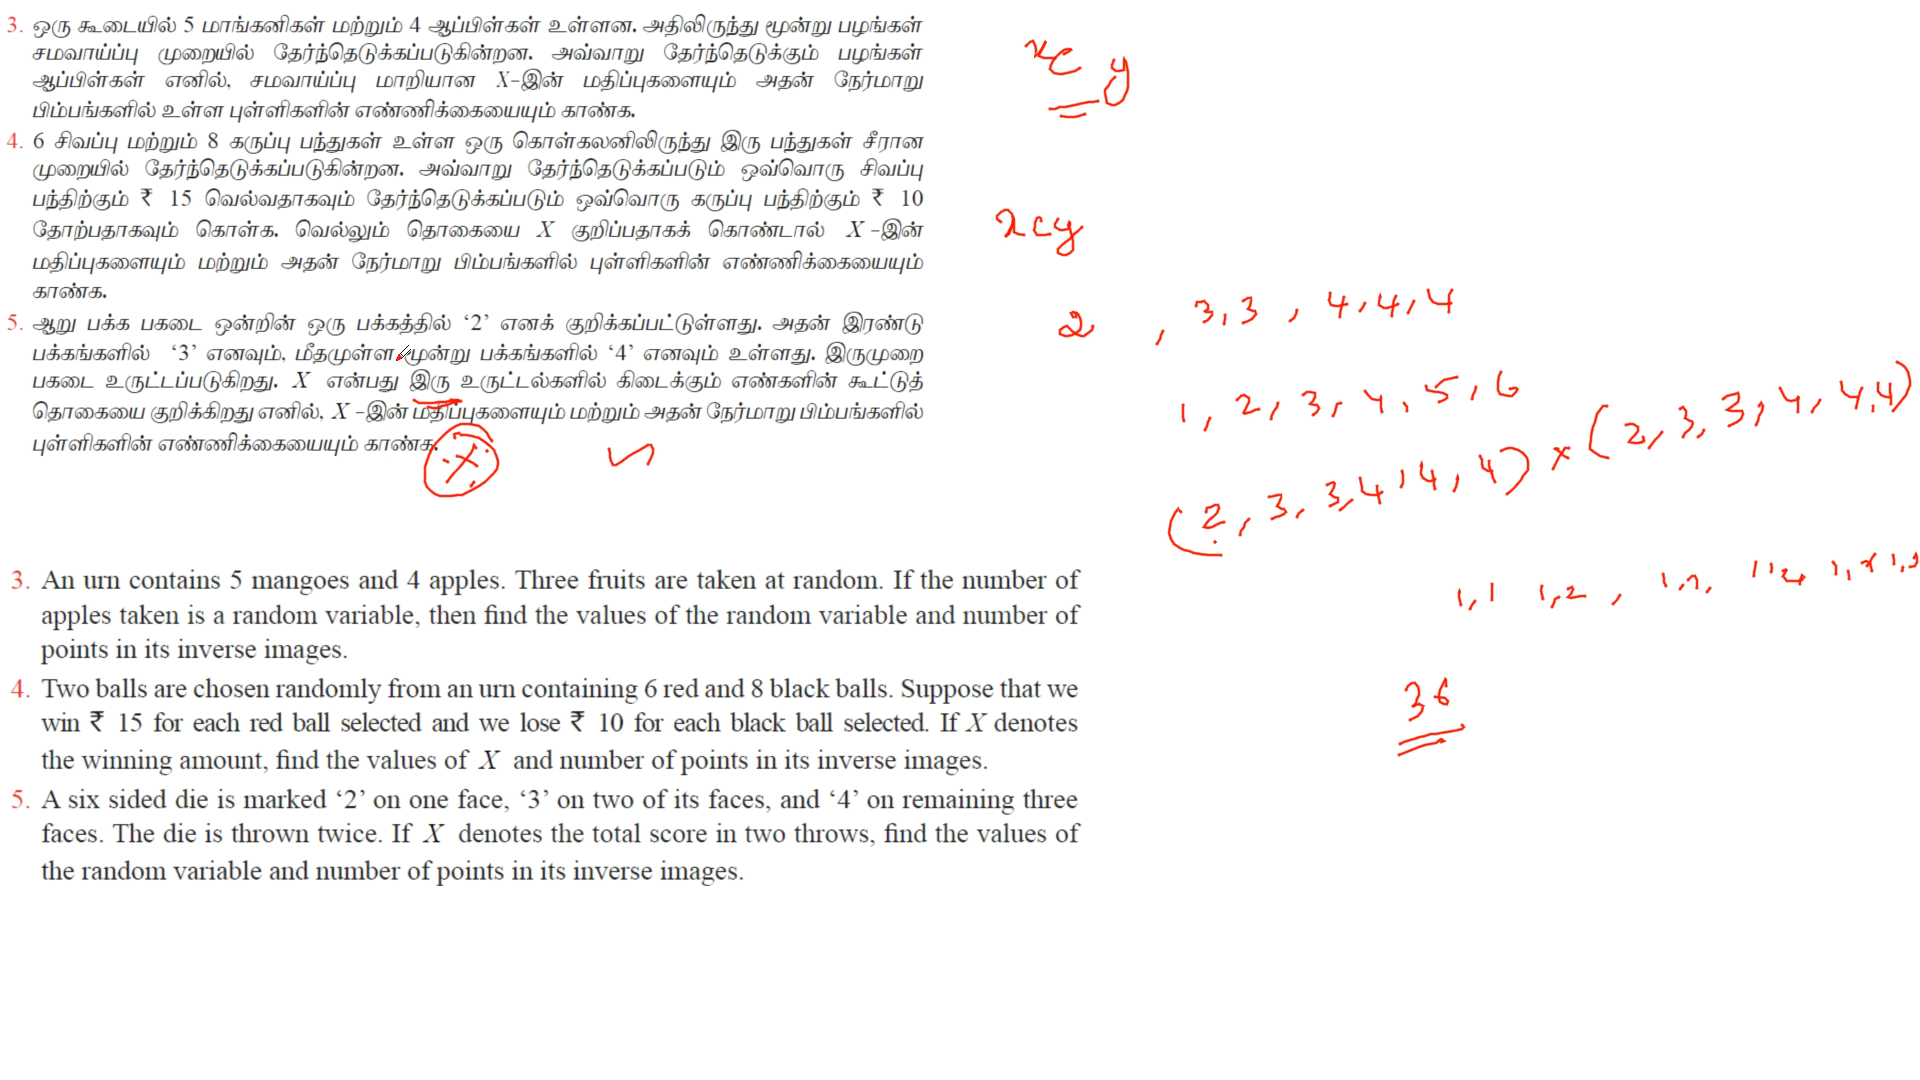 3. ஒரு கூடையில் 5 மாங்கனிகள் மற்றும் 4 ஆப்பிள்கள் உள்ளன. அதிலிருந்து மூன்று பழங்கள்
சமவாய்ப்பு முறையில் தேர்ந்தெடுக்கப்படுகின்றன. அவ்வாறு தேர்ந்தெடுக்கும் பழங்கள்
ஆப்பிள்கள் எனில், சமவாய்ப்பு மாறியான X-இன் மதிப்புகளையும் அதன் நேர்மாறு
பிம்பங்களில் உள்ள புள்ளிகளின் எண்ணிக்கையையும் காண்க.
4. 6 சிவப்பு மற்றும் 8 கருப்பு பந்துகள் உள்ள ஒரு கொள்கலனிலிருந்து இரு பந்துகள் சீரான
முறையில் தேர்ந்தெடுக்கப்படுகின்றன. அவ்வாறு தேர்ந்தெடுக்கப்படும் ஒவ்வொரு சிவப்பு
பந்திற்கும் ₹ 15 வெல்வதாகவும் தேர்ந்தெடுக்கப்படும் ஒவ்வொரு கருப்பு பந்திற்கும் ₹ 10
தோற்பதாகவும் கொள்க. வெல்லும் தொகையை X குறிப்பதாகக் கொண்டால் X -இன்
மதிப்புகளையும் மற்றும் அதன் நேர்மாறு பிம்பங்களில் புள்ளிகளின் எண்ணிக்கையையும்
காண்க.
5. ஆறு பக்க பகடை ஒன்றின் ஒரு பக்கத்தில் ‘2’ எனக் குறிக்கப்பட்டுள்ளது. அதன் இரண்டு
பக்கங்களில் ‘3’ எனவும், மீதமுள்ள மூன்று பக்கங்களில் ‘4’ எனவும் உள்ளது. இருமுறை
பகடை உருட்டப்படுகிறது. X என்பது இரு உருட்டல்களில் கிடைக்கும் எண்களின் கூட்டுத்
தொகையை குறிக்கிறது எனில், X -இன் மதிப்புகளையும் மற்றும் அதன் நேர்மாறு பிம்பங்களில்
புள்ளிகளின் எண்ணிக்கையையும் காண்க.
X
x c y
x c y
2 , 3, 3 , 4, 4, 4
1, 2, 3, 4, 5, 6
(2, 3, 3, 4, 4, 4) × (2, 3, 3, 4, 4, 4)
1, 1 1, 2 ,
36
3. An urn contains 5 mangoes and 4 apples. Three fruits are taken at random. If the number of
apples taken is a random variable, then find the values of the random variable and number of
points in its inverse images.
4. Two balls are chosen randomly from an urn containing 6 red and 8 black balls. Suppose that we
win ₹ 15 for each red ball selected and we lose ₹ 10 for each black ball selected. If X denotes
the winning amount, find the values of X and number of points in its inverse images.
5. A six sided die is marked ‘2’ on one face, ‘3’ on two of its faces, and ‘4’ on remaining three
faces. The die is thrown twice. If X denotes the total score in two throws, find the values of
the random variable and number of points in its inverse images.